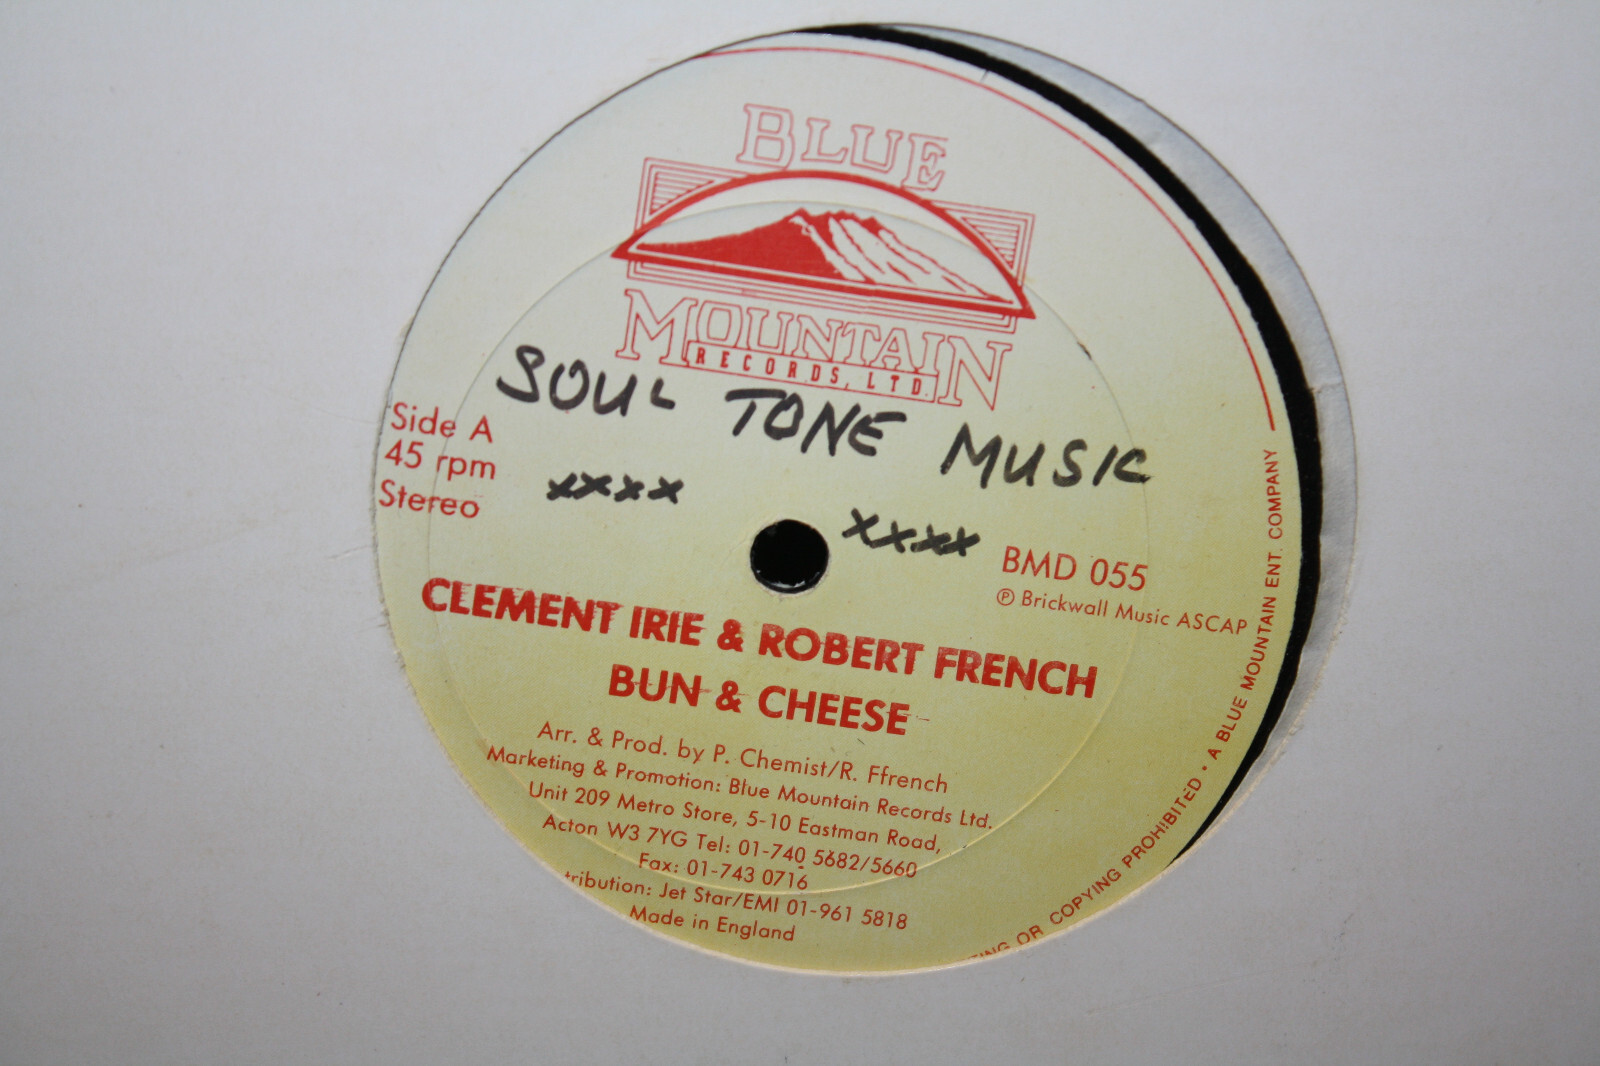 BLUE
MOUNTAIN
RECORDS, LTD.
SOUL TONE MUSIC
xxxx xxxx
Side A
45 rpm
Stereo
BMD 055
℗ Brickwall Music ASCAP
CLEMENT IRIE & ROBERT FRENCH
BUN & CHEESE
Arr. & Prod. by P. Chemist/R. Ffrench
Marketing & Promotion: Blue Mountain Records Ltd.
Unit 209 Metro Store, 5-10 Eastman Road,
Acton W3 7YG Tel: 01-740 5682/5660
Fax: 01-743 0716
tribution: Jet Star/EMI 01-961 5818
Made in England
TING OR COPYING PROHIBITED • A BLUE MOUNTAIN ENT. COMPANY